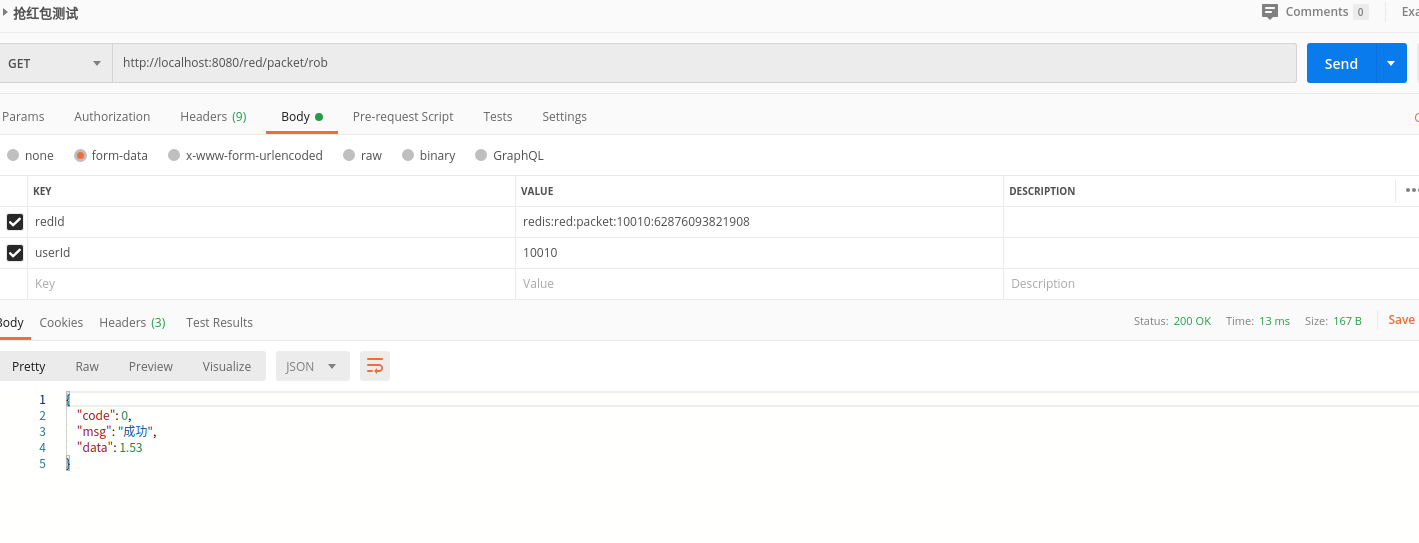 抢红包测试 Comments 0 Exa
GET http://localhost:8080/red/packet/rob Send
Params Authorization Headers (9) Body Pre-request Script Tests Settings
none form-data x-www-form-urlencoded raw binary GraphQL
KEY VALUE DESCRIPTION
redId redis:red:packet:10010:62876093821908
userId 10010
Key Value Description
Body Cookies Headers (3) Test Results Status: 200 OK Time: 13 ms Size: 167 B Save
Pretty Raw Preview Visualize JSON
1 {
2 "code": 0,
3 "msg": "成功",
4 "data": 1.53
5 }